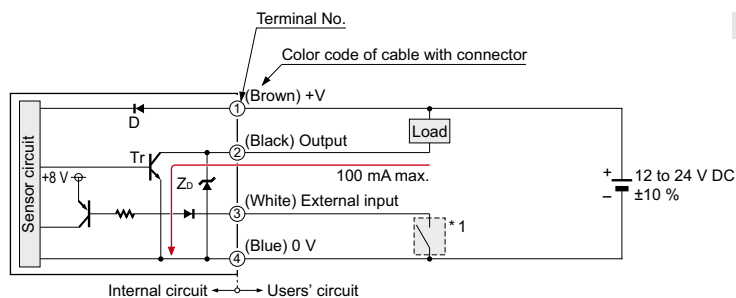 Terminal No.
Color code of cable with connector
(Brown) +V
1
D
Load
(Black) Output
2
Tr
Sensor circuit
+8 V
ZD
100 mA max.
+ 12 to 24 V DC
– ±10 %
(White) External input
3
* 1
(Blue) 0 V
4
Internal circuit
Users' circuit